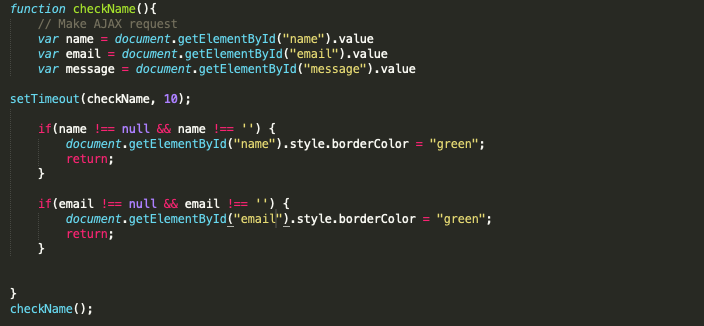 function checkName(){
// Make AJAX request
var name = document.getElementById("name").value
var email = document.getElementById("email").value
var message = document.getElementById("message").value
setTimeout(checkName, 10);
if(name !== null && name !== '') {
document.getElementById("name").style.borderColor = "green";
return;
}
if(email !== null && email !== '') {
document.getElementById("email").style.borderColor = "green";
return;
}
}
checkName();